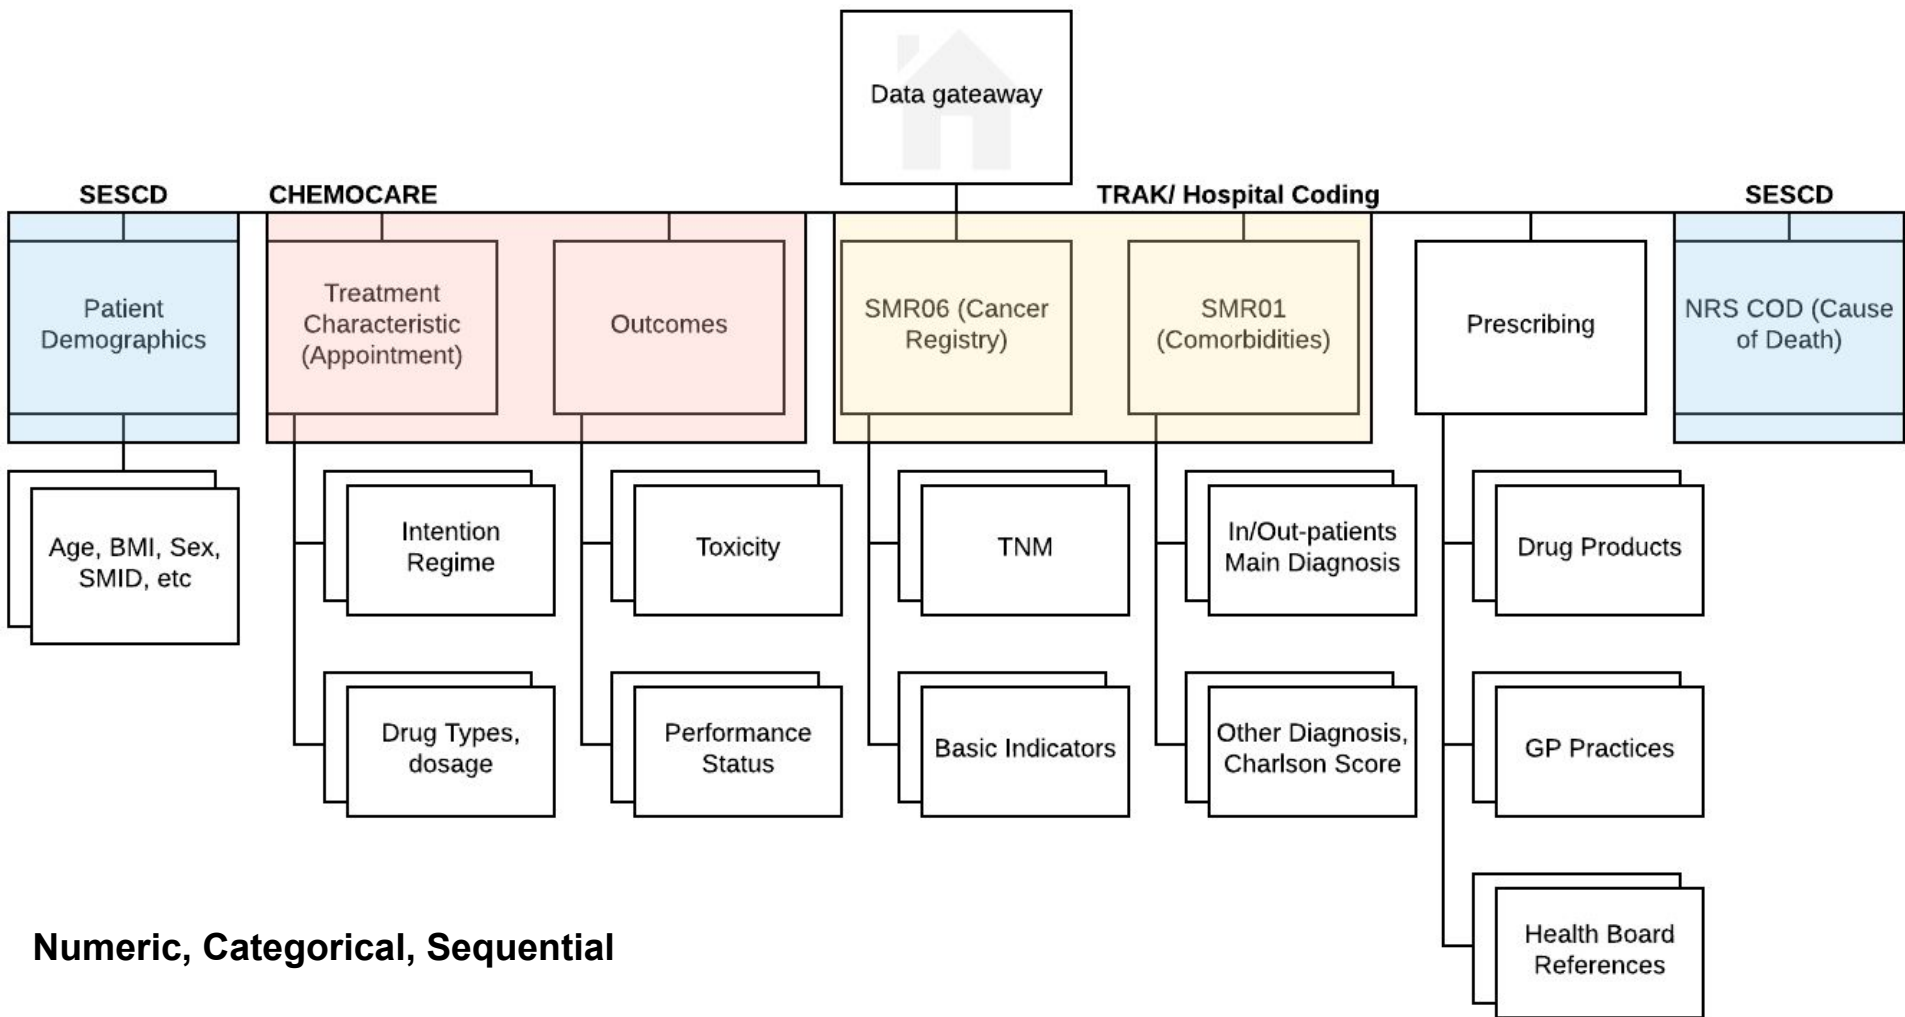 Data gateaway
SESCD
CHEMOCARE
TRAK/ Hospital Coding
SESCD
Patient
Demographics
Treatment
Characteristic
(Appointment)
Outcomes
SMR06 (Cancer
Registry)
SMR01
(Comorbidities)
Prescribing
NRS COD (Cause
of Death)
Age, BMI, Sex,
SMID, etc
Intention
Regime
Toxicity
TNM
In/Out-patients
Main Diagnosis
Drug Products
Drug Types,
dosage
Performance
Status
Basic Indicators
Other Diagnosis,
Charlson Score
GP Practices
Health Board
References
Numeric, Categorical, Sequential